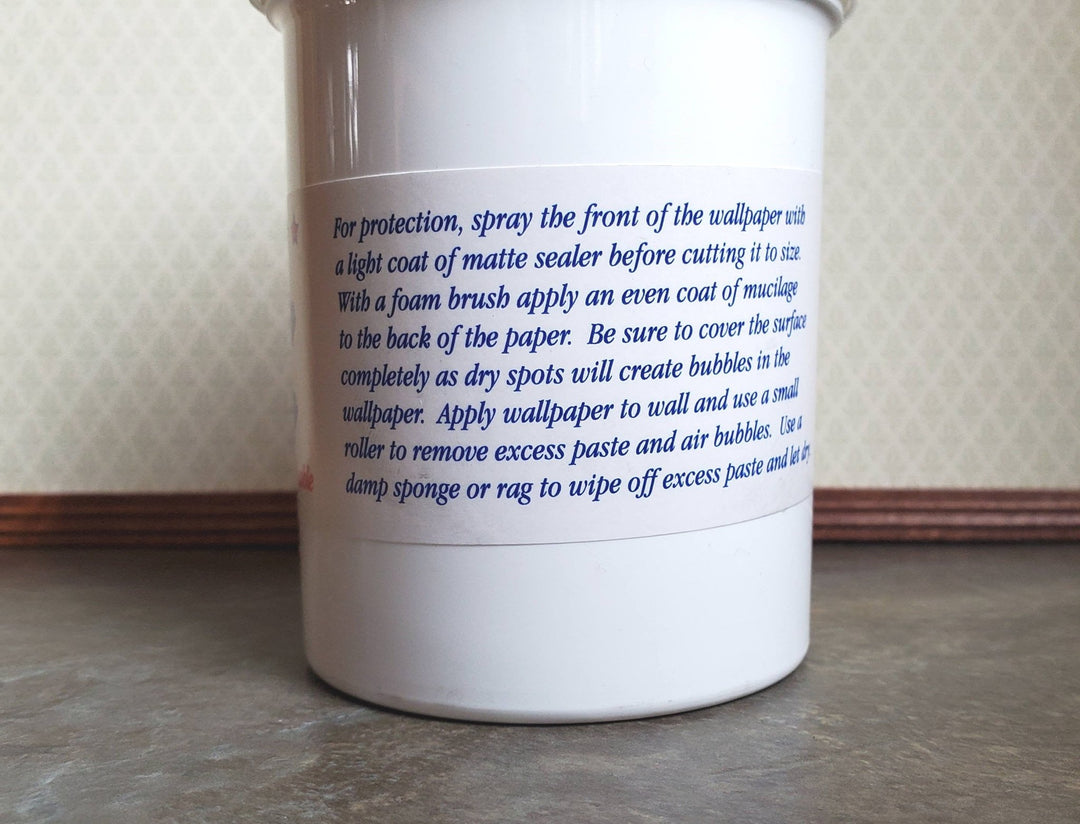 For protection, spray the front of the wallpaper with
a light coat of matte sealer before cutting it to size.
With a foam brush apply an even coat of mucilage
to the back of the paper.  Be sure to cover the surface
completely as dry spots will create bubbles in the
wallpaper.  Apply wallpaper to wall and use a small
roller to remove excess paste and air bubbles.  Use a
damp sponge or rag to wipe off excess paste and let dry